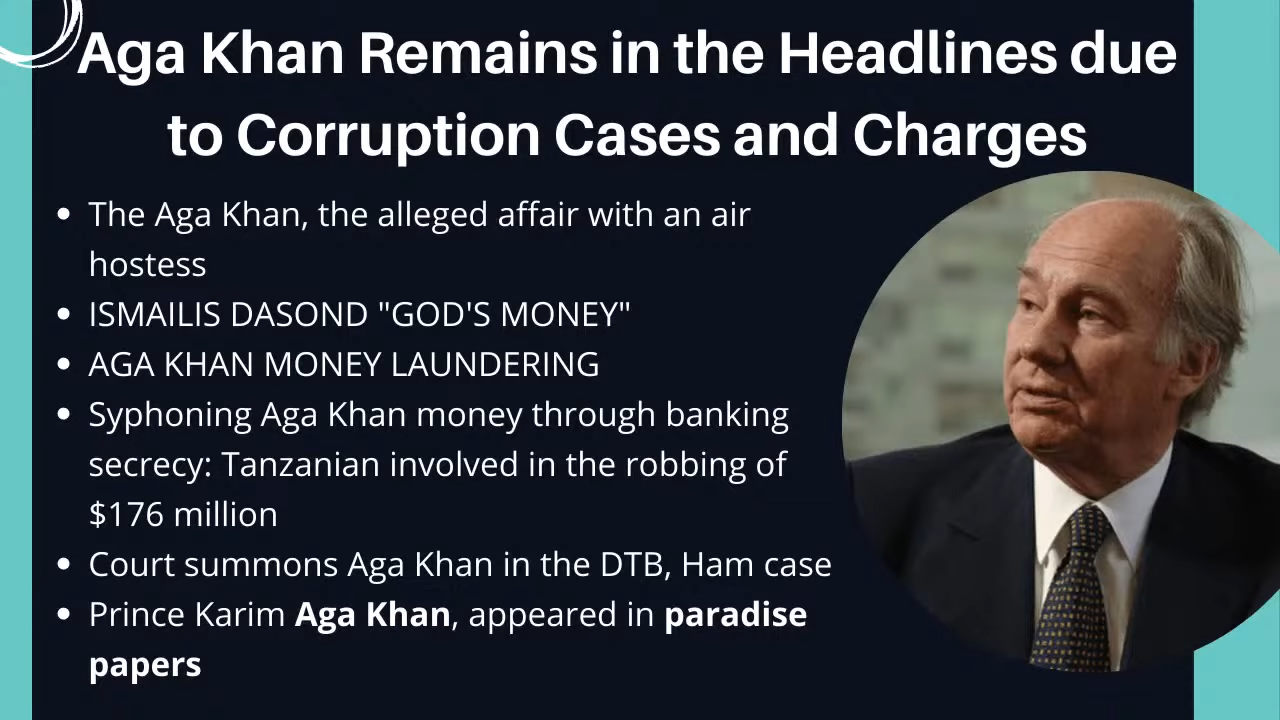 Aga Khan Remains in the Headlines due
to Corruption Cases and Charges
• The Aga Khan, the alleged affair with an air
hostess
• ISMAILIS DASOND "GOD'S MONEY"
• AGA KHAN MONEY LAUNDERING
• Syphoning Aga Khan money through banking
secrecy: Tanzanian involved in the robbing of
$176 million
• Court summons Aga Khan in the DTB, Ham case
• Prince Karim Aga Khan, appeared in paradise
papers